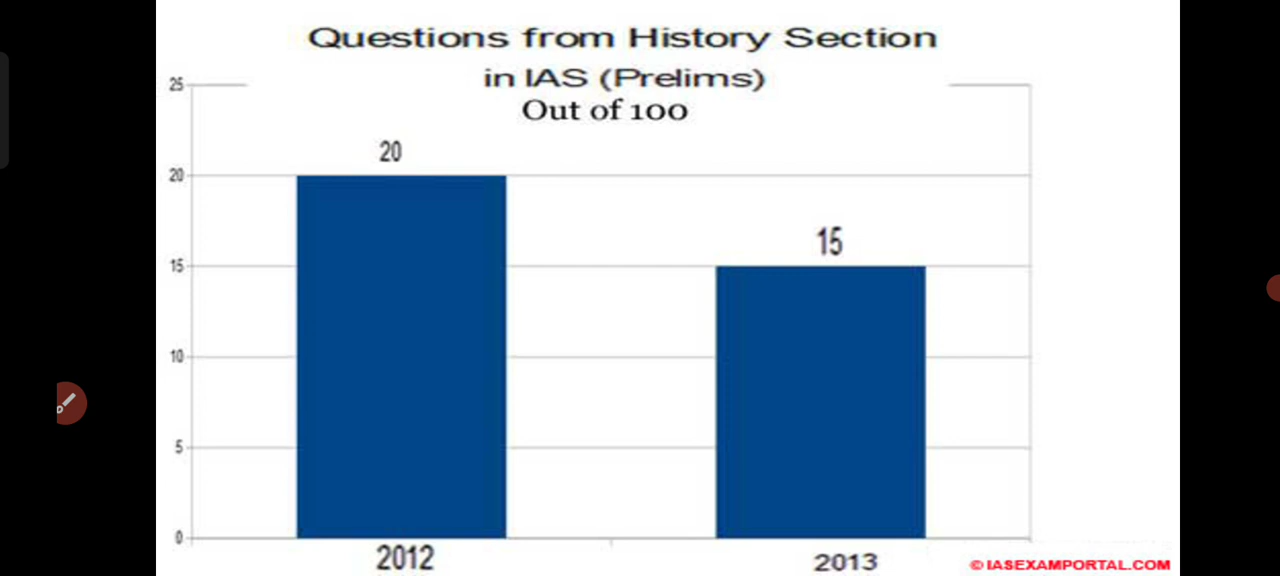 Questions from History Section
in IAS (Prelims)
Out of 100
25
20
20
15
15
10
5
0
2012
2013
© IASEXAMPORTAL.COM